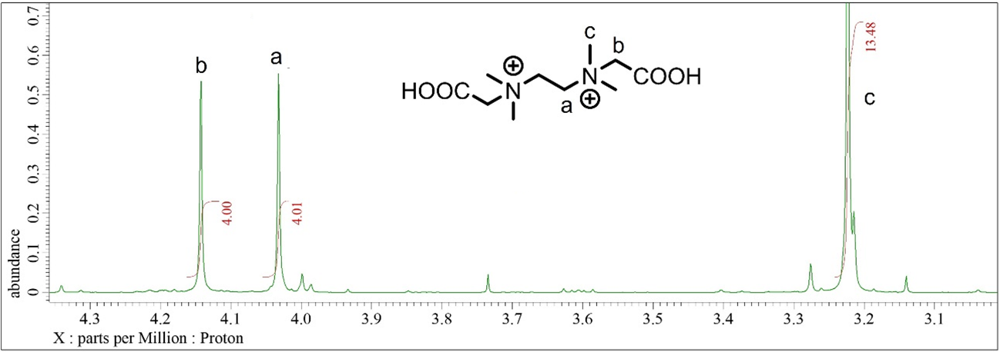 0.7
0.6
0.5
0.4
0.3
0.2
0.1
0
abundance
b
a
c
4.00
4.01
13.48
c
b
HOOC
N
+
a
N
+
COOH
4.3 4.2 4.1 4.0 3.9 3.8 3.7 3.6 3.5 3.4 3.3 3.2 3.1
X : parts per Million : Proton